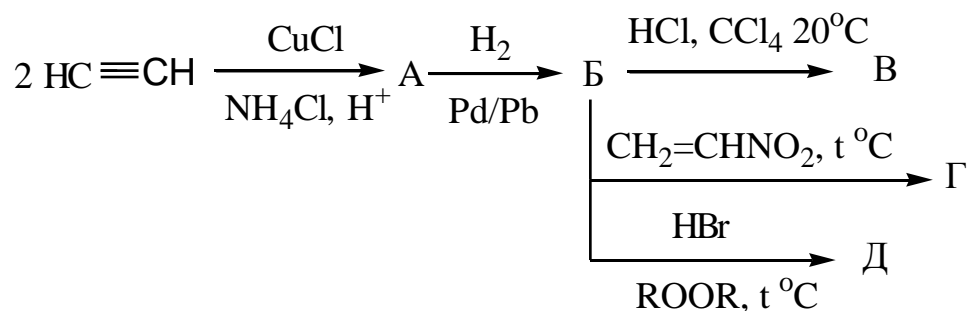 2 HC≡CH CuCl NH₄Cl, H⁺ А H₂ Pd/Pb Б HCl, CCl₄ 20°C В
CH₂=CHNO₂, t °C Г
HBr ROOR, t °C Д